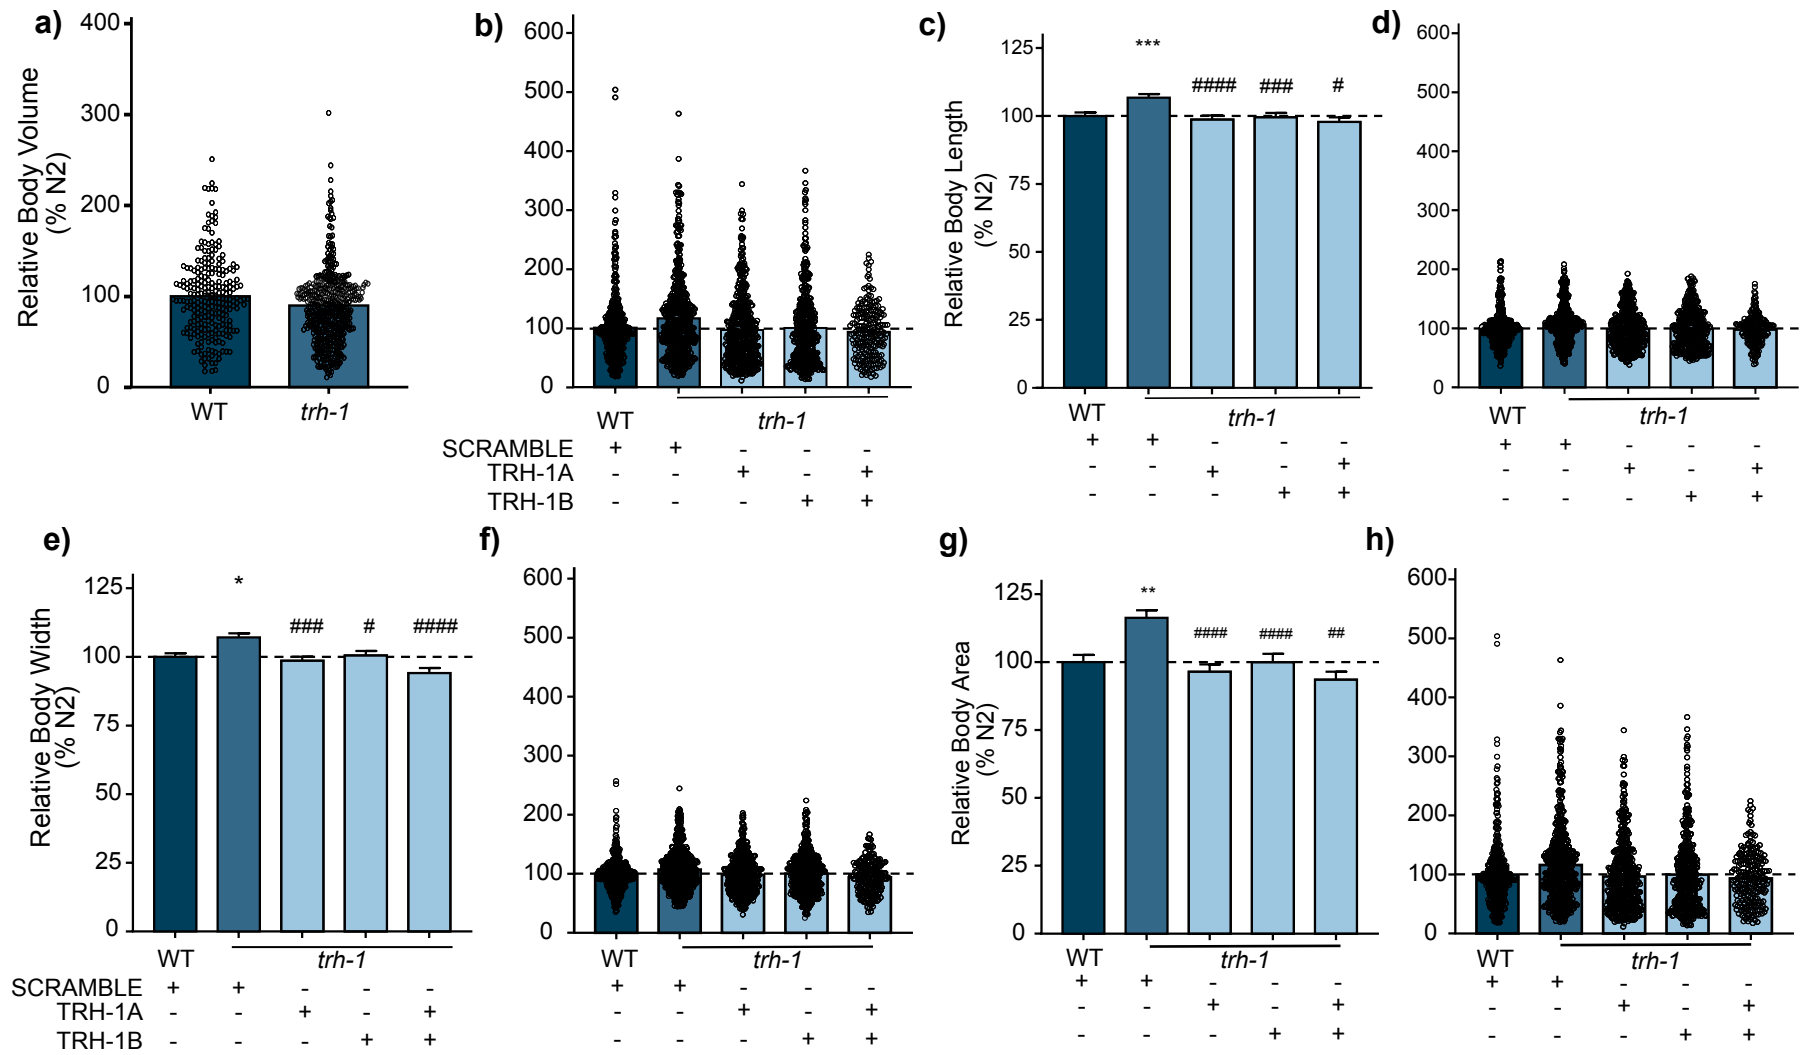 a)
Relative Body Volume
(% N2)
400
300
200
100
0
WT
trh-1
b)
600
500
400
300
200
100
0
WT
trh-1
SCRAMBLE + + - - -
TRH-1A - - + - +
TRH-1B - - - + +
c)
Relative Body Length
(% N2)
125
100
75
50
25
0
***
####
###
#
WT
trh-1
+ + - - -
- - + - +
- - - + +
d)
600
500
400
300
200
100
0
WT
trh-1
+ + - - -
- - + - +
- - - + +
e)
Relative Body Width
(% N2)
125
100
75
50
25
0
*
###
#
####
WT
trh-1
SCRAMBLE + + - - -
TRH-1A - - + - +
TRH-1B - - - + +
f)
600
500
400
300
200
100
0
WT
trh-1
+ + - - -
- - + - +
- - - + +
g)
Relative Body Area
(% N2)
125
100
75
50
25
0
**
####
####
##
WT
trh-1
+ + - - -
- - + - +
- - - + +
h)
600
500
400
300
200
100
0
WT
trh-1
+ + - - -
- - + - +
- - - + +